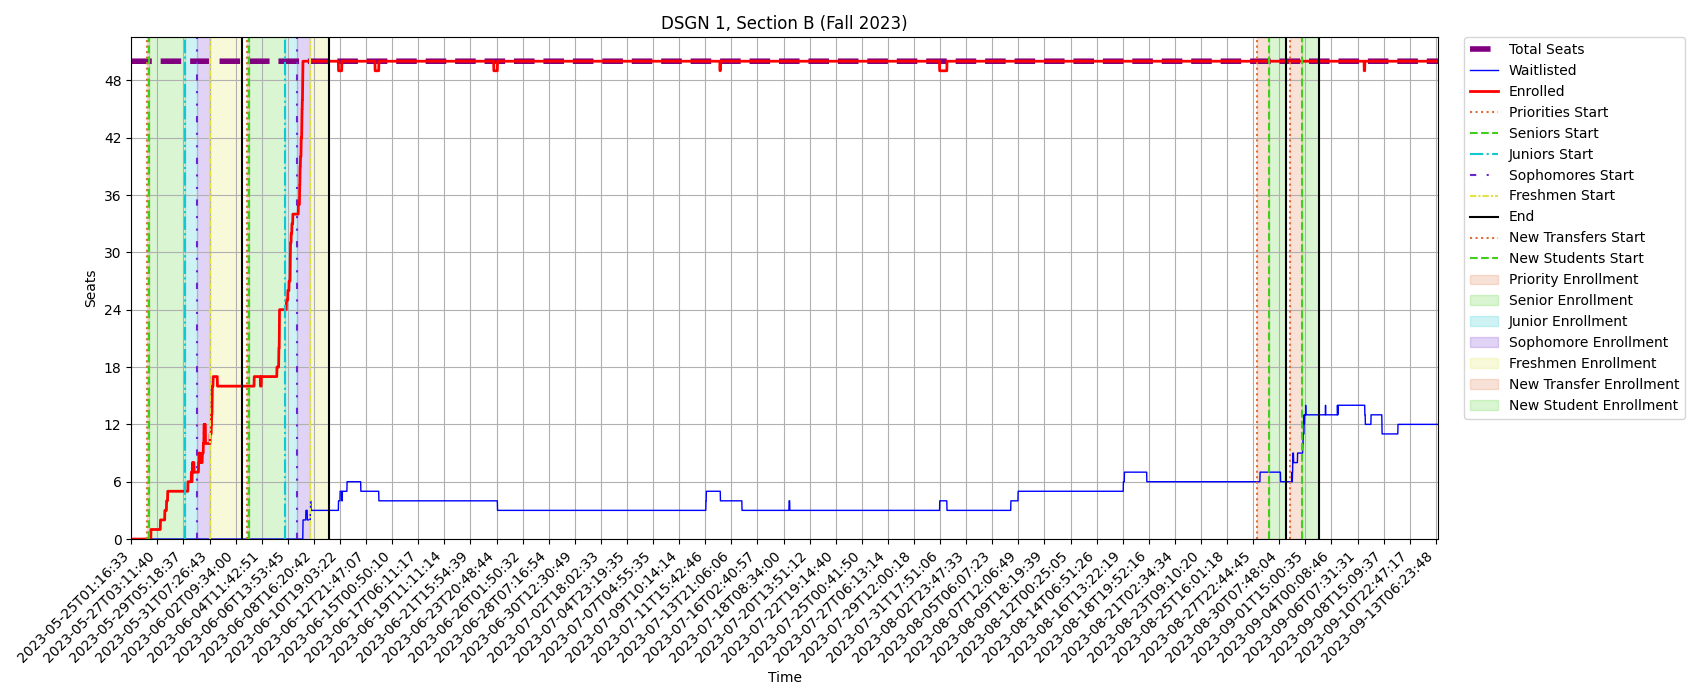 DSGN 1, Section B (Fall 2023)
Seats
48
42
36
30
24
18
12
6
0
2023-05-25T01:16:33
2023-05-27T03:11:40
2023-05-29T05:18:37
2023-05-31T07:26:43
2023-06-02T09:34:00
2023-06-04T11:42:51
2023-06-06T13:53:45
2023-06-08T16:20:42
2023-06-10T19:03:22
2023-06-12T21:47:07
2023-06-15T00:50:10
2023-06-17T06:11:17
2023-06-19T11:11:14
2023-06-21T15:54:39
2023-06-23T20:48:44
2023-06-26T01:50:32
2023-06-28T07:16:54
2023-06-30T12:30:49
2023-07-02T18:02:33
2023-07-04T23:19:35
2023-07-07T04:55:35
2023-07-09T10:14:14
2023-07-11T15:42:46
2023-07-13T21:06:06
2023-07-16T02:40:57
2023-07-18T08:34:00
2023-07-20T13:51:12
2023-07-22T19:14:40
2023-07-25T00:41:50
2023-07-27T06:13:14
2023-07-29T12:00:18
2023-07-31T17:51:06
2023-08-02T23:47:33
2023-08-05T06:07:23
2023-08-07T12:06:49
2023-08-09T18:19:39
2023-08-12T00:25:05
2023-08-14T06:51:26
2023-08-16T13:22:19
2023-08-18T19:52:16
2023-08-21T02:34:34
2023-08-23T09:10:20
2023-08-25T16:01:18
2023-08-27T22:44:45
2023-08-30T07:48:04
2023-09-01T15:00:35
2023-09-04T00:08:46
2023-09-06T07:31:31
2023-09-08T15:09:37
2023-09-10T22:47:17
2023-09-13T06:23:48
Time
Total Seats
Waitlisted
Enrolled
Priorities Start
Seniors Start
Juniors Start
Sophomores Start
Freshmen Start
End
New Transfers Start
New Students Start
Priority Enrollment
Senior Enrollment
Junior Enrollment
Sophomore Enrollment
Freshmen Enrollment
New Transfer Enrollment
New Student Enrollment